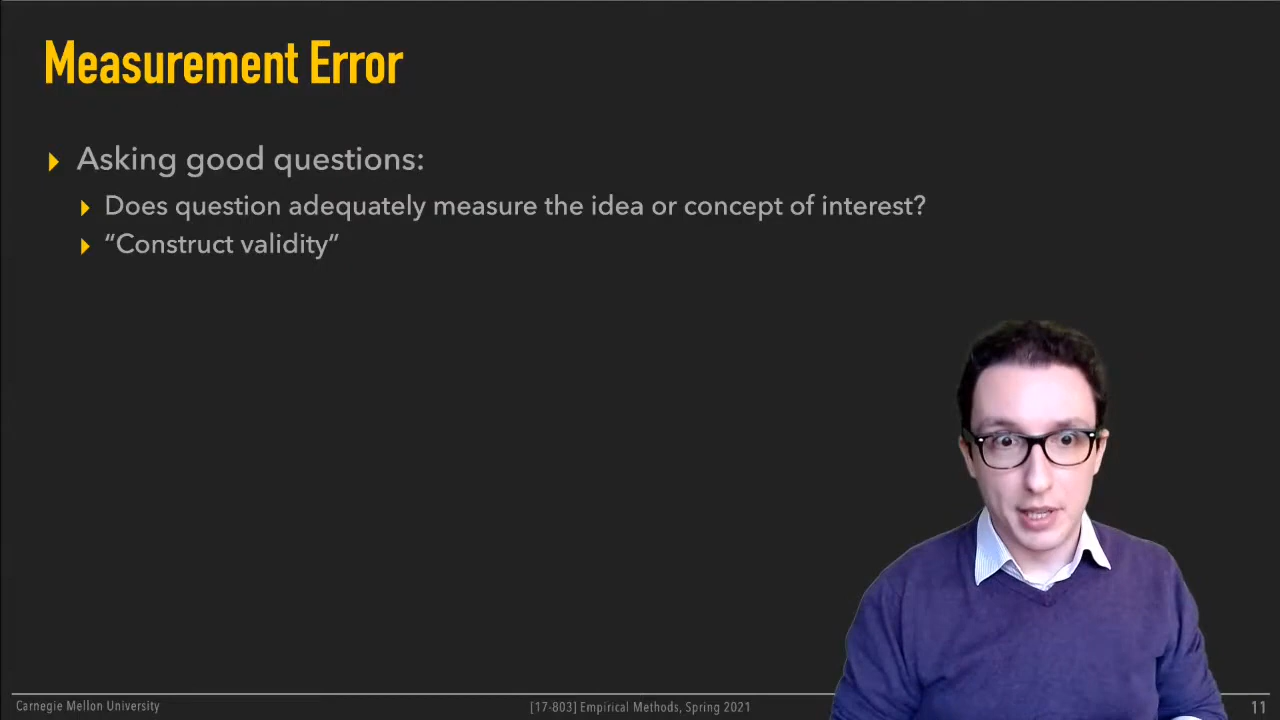 Measurement Error
Asking good questions:
Does question adequately measure the idea or concept of interest?
“Construct validity”
Carnegie Mellon University
[17-803] Empirical Methods, Spring 2021
11